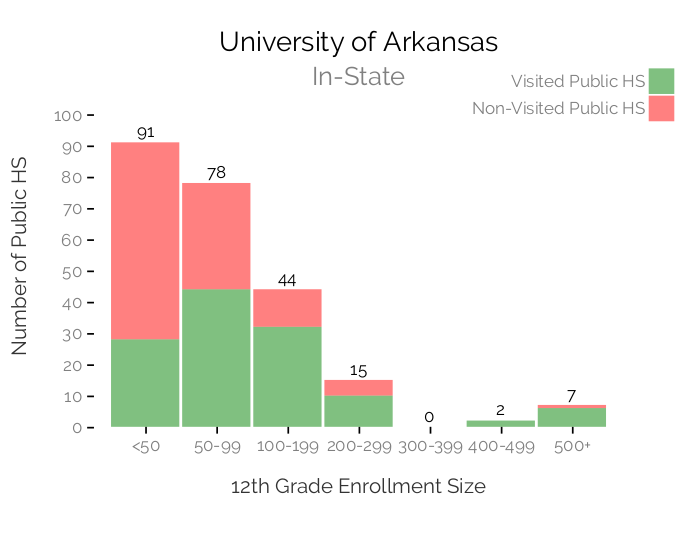 University of Arkansas
In-State
Visited Public HS
Non-Visited Public HS
Number of Public HS
100
90
80
70
60
50
40
30
20
10
0
91
78
44
15
0
2
7
<50 50-99 100-199 200-299 300-399 400-499 500+
12th Grade Enrollment Size